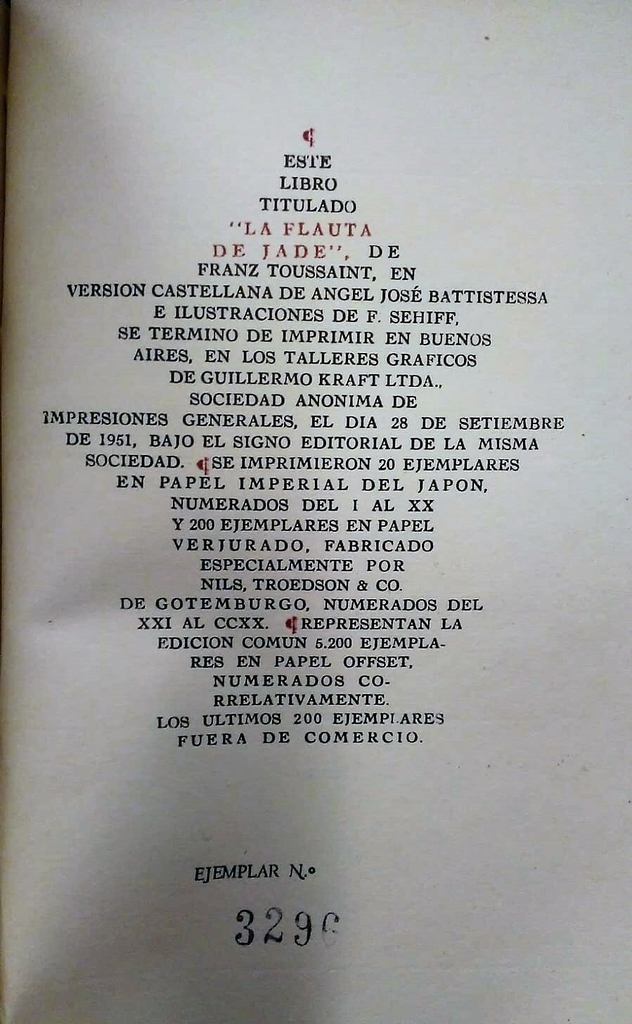 ¶
ESTE
LIBRO
TITULADO
"LA FLAUTA
DE JADE", DE
FRANZ TOUSSAINT, EN
VERSION CASTELLANA DE ANGEL JOSÉ BATTISTESSA
E ILUSTRACIONES DE F. SEHIFF,
SE TERMINO DE IMPRIMIR EN BUENOS
AIRES, EN LOS TALLERES GRAFICOS
DE GUILLERMO KRAFT LTDA.,
SOCIEDAD ANONIMA DE
IMPRESIONES GENERALES, EL DIA 28 DE SETIEMBRE
DE 1951, BAJO EL SIGNO EDITORIAL DE LA MISMA
SOCIEDAD. ¶ SE IMPRIMIERON 20 EJEMPLARES
EN PAPEL IMPERIAL DEL JAPON,
NUMERADOS DEL I AL XX
Y 200 EJEMPLARES EN PAPEL
VERJURADO, FABRICADO
ESPECIALMENTE POR
NILS, TROEDSON & CO.
DE GOTEMBURGO, NUMERADOS DEL
XXI AL CCXX. ¶ REPRESENTAN LA
EDICION COMUN 5.200 EJEMPLA-
RES EN PAPEL OFFSET,
NUMERADOS CO-
RRELATIVAMENTE.
LOS ULTIMOS 200 EJEMPLARES
FUERA DE COMERCIO.
EJEMPLAR N.º